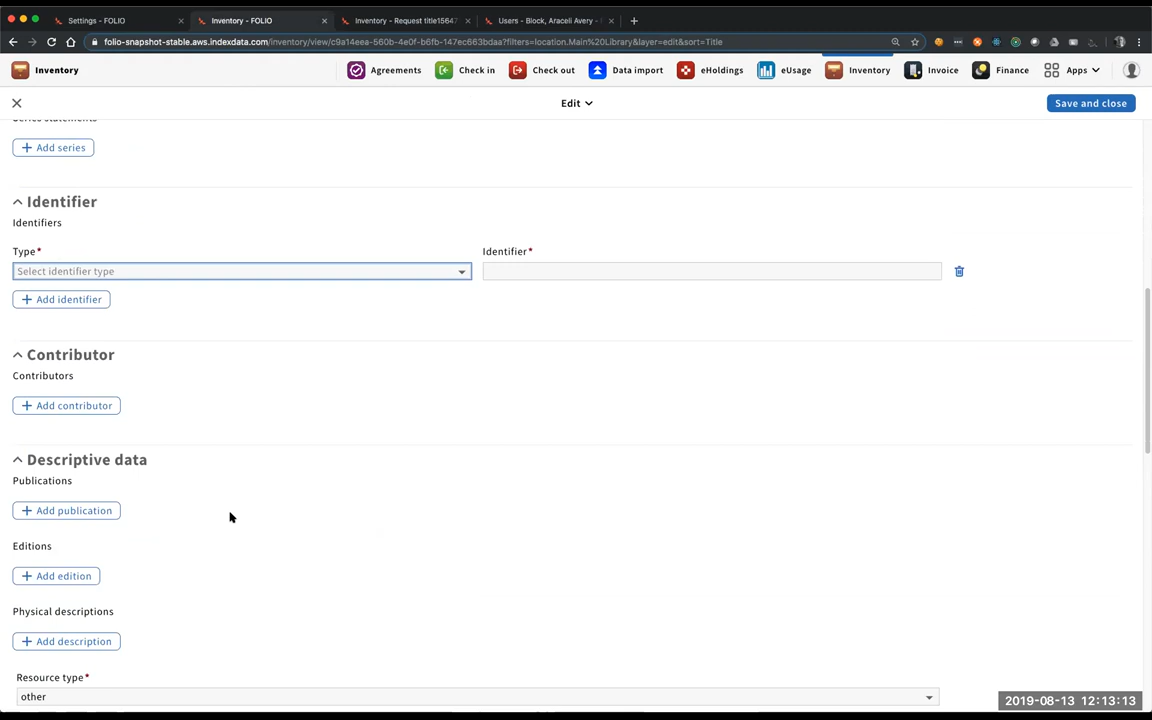 Settings - FOLIO
Inventory - FOLIO
Inventory - Request title1564
Users - Block, Araceli Avery -
folio-snapshot-stable.aws.indexdata.com/inventory/view/c9a14eea-560b-4e0f-b6fb-147ec663bdaa?filters=location.Main%20Library&layer=edit&sort=Title
Inventory
Agreements
Check in
Check out
Data import
eHoldings
eUsage
Inventory
Invoice
Finance
Apps
Edit
Save and close
Series statements
+ Add series
Identifier
Identifiers
Type*
Identifier*
Select identifier type
+ Add identifier
Contributor
Contributors
+ Add contributor
Descriptive data
Publications
+ Add publication
Editions
+ Add edition
Physical descriptions
+ Add description
Resource type*
other
2019-08-13 12:13:13